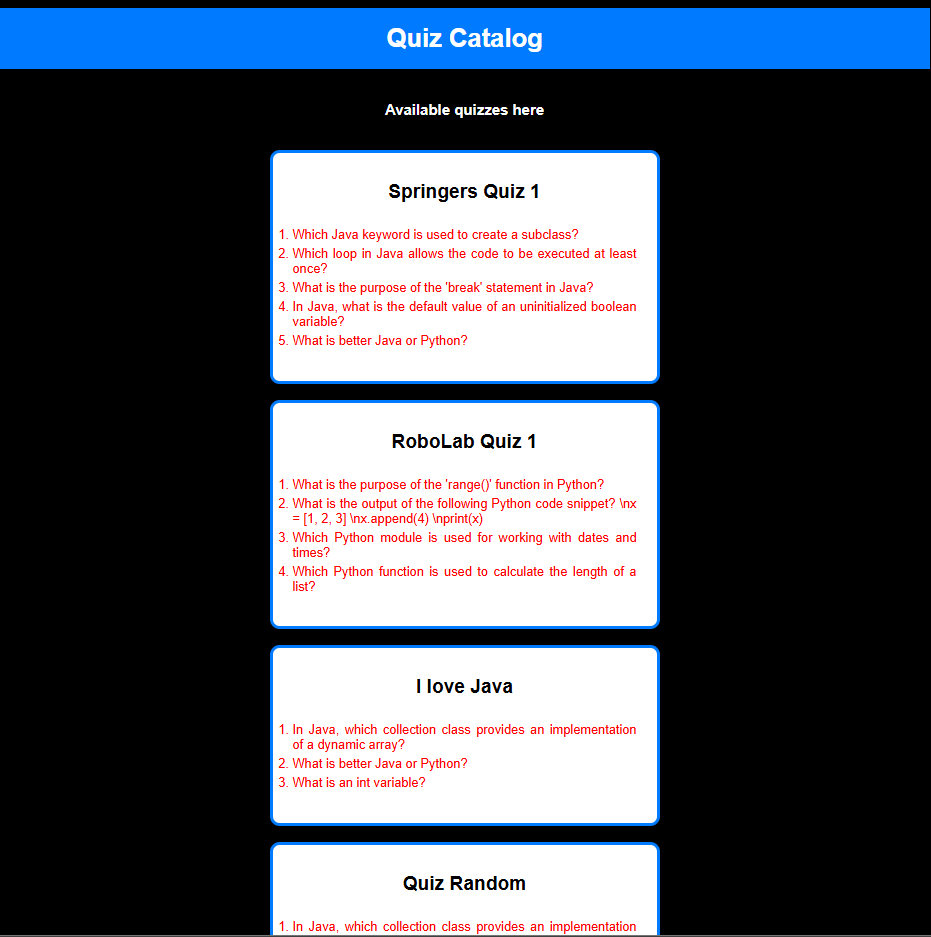 Quiz Catalog
Available quizzes here
Springers Quiz 1
1. Which Java keyword is used to create a subclass?
2. Which loop in Java allows the code to be executed at least
once?
3. What is the purpose of the 'break' statement in Java?
4. In Java, what is the default value of an uninitialized boolean
variable?
5. What is better Java or Python?
RoboLab Quiz 1
1. What is the purpose of the 'range()' function in Python?
2. What is the output of the following Python code snippet? \nx
= [1, 2, 3] \nx.append(4) \nprint(x)
3. Which Python module is used for working with dates and
times?
4. Which Python function is used to calculate the length of a
list?
I love Java
1. In Java, which collection class provides an implementation
of a dynamic array?
2. What is better Java or Python?
3. What is an int variable?
Quiz Random
1. In Java, which collection class provides an implementation